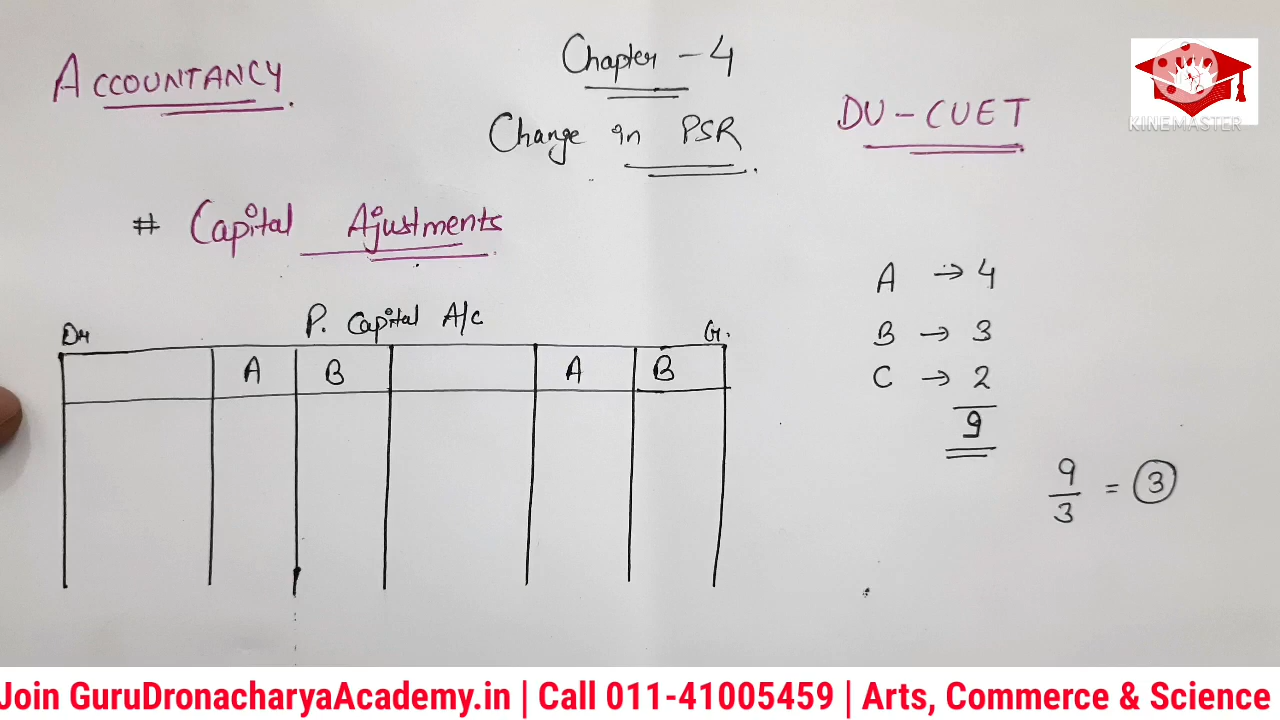 ACCOUNTANCY
Chapter - 4
Change in PSR
DU - CUET
KINEMASTER
# Capital Ajustments
P. Capital A/c
Dr
Cr.
A B A B
A → 4
B → 3
C → 2
9
9/3 = 3
Join GuruDronacharyaAcademy.in | Call 011-41005459 | Arts, Commerce & Science